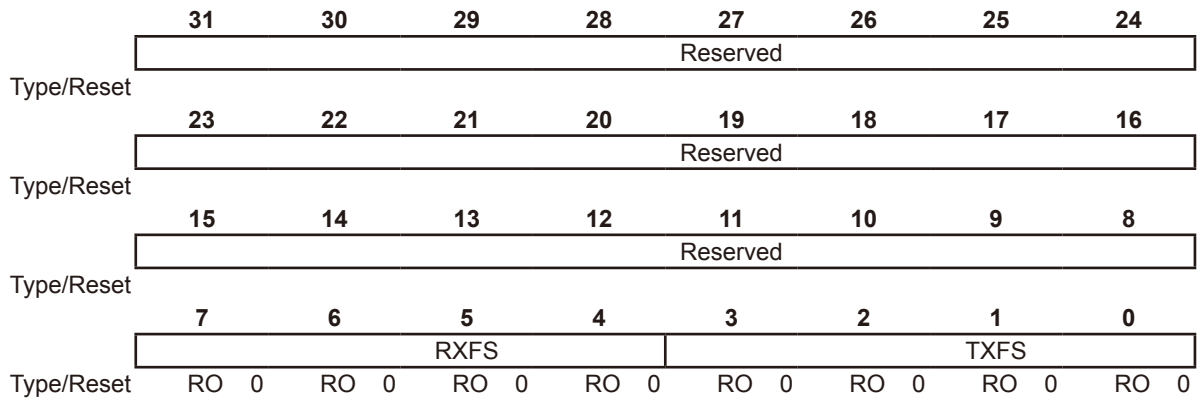 31 30 29 28 27 26 25 24
Reserved
Type/Reset
23 22 21 20 19 18 17 16
Reserved
Type/Reset
15 14 13 12 11 10 9 8
Reserved
Type/Reset
7 6 5 4 3 2 1 0
RXFS TXFS
Type/Reset RO 0 RO 0 RO 0 RO 0 RO 0 RO 0 RO 0 RO 0